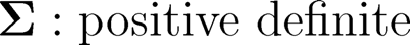 Σ : positive definite